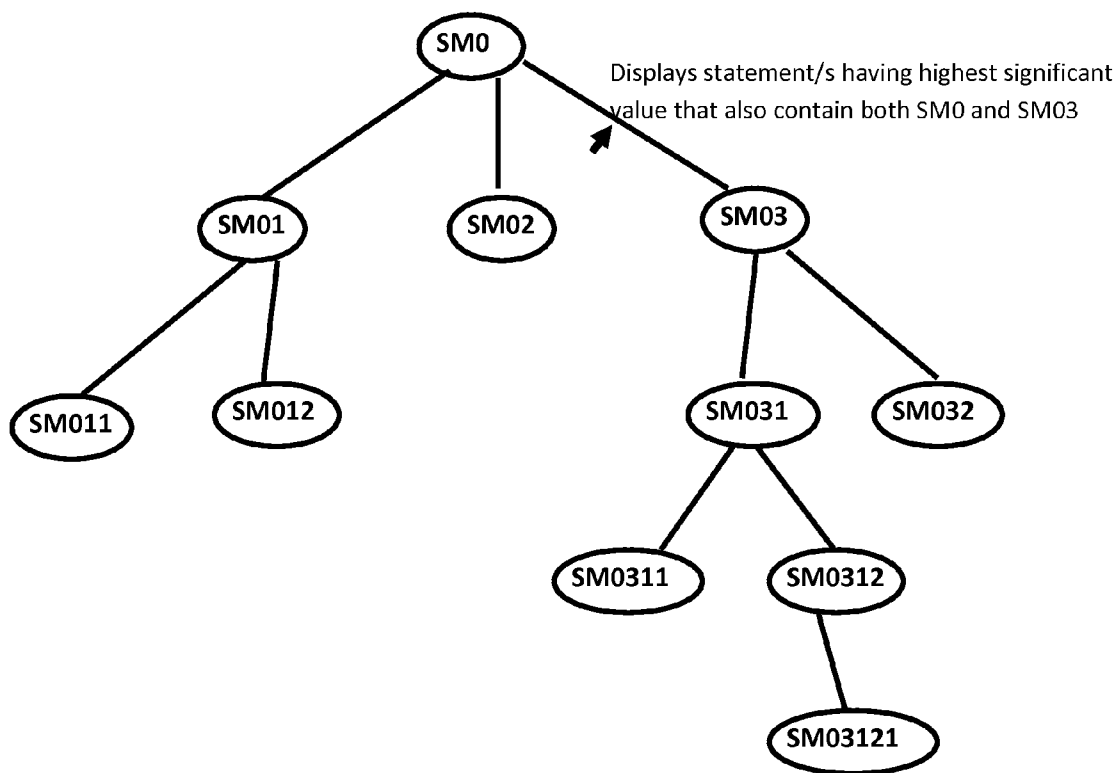 SM0
Displays statement/s having highest significant
value that also contain both SM0 and SM03
SM01
SM02
SM03
SM011
SM012
SM031
SM032
SM0311
SM0312
SM03121